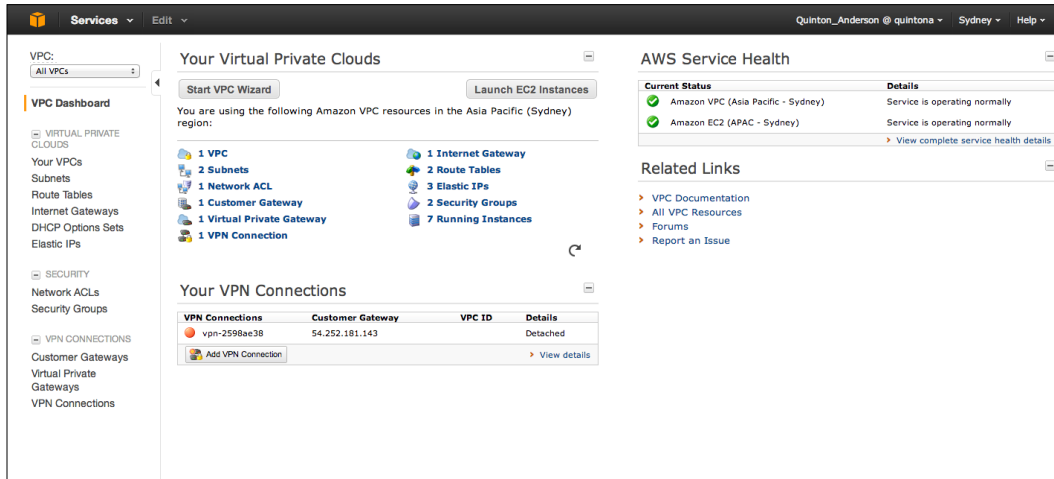 Services Edit Quinton_Anderson @ quintona Sydney Help
VPC:
All VPCs
VPC Dashboard
VIRTUAL PRIVATE
CLOUDS
Your VPCs
Subnets
Route Tables
Internet Gateways
DHCP Options Sets
Elastic IPs
SECURITY
Network ACLs
Security Groups
VPN CONNECTIONS
Customer Gateways
Virtual Private
Gateways
VPN Connections
Your Virtual Private Clouds
Start VPC Wizard Launch EC2 Instances
You are using the following Amazon VPC resources in the Asia Pacific (Sydney)
region:
1 VPC 1 Internet Gateway
2 Subnets 2 Route Tables
1 Network ACL 3 Elastic IPs
1 Customer Gateway 2 Security Groups
1 Virtual Private Gateway 7 Running Instances
1 VPN Connection
Your VPN Connections
VPN Connections Customer Gateway VPC ID Details
vpn-2598ae38 54.252.181.143 Detached
Add VPN Connection View details
AWS Service Health
Current Status Details
Amazon VPC (Asia Pacific - Sydney) Service is operating normally
Amazon EC2 (APAC - Sydney) Service is operating normally
View complete service health details
Related Links
VPC Documentation
All VPC Resources
Forums
Report an Issue